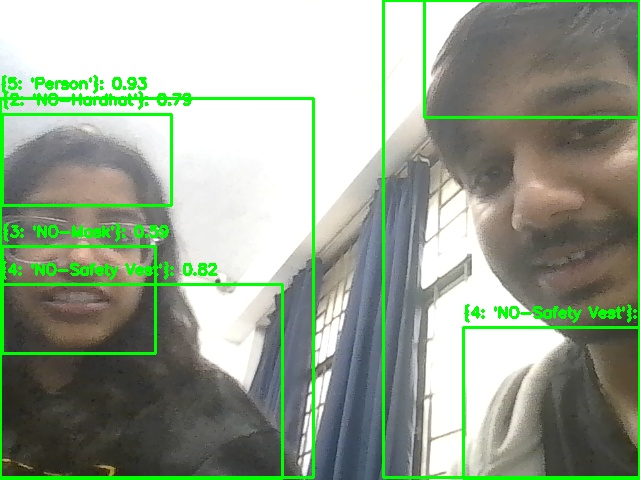 {5: 'Person'}: 0.93
{2: 'NO-Hardhat'}: 0.79
{3: 'NO-Mask'}: 0.59
{4: 'NO-Safety Vest'}: 0.82
{4: 'NO-Safety Vest'}: